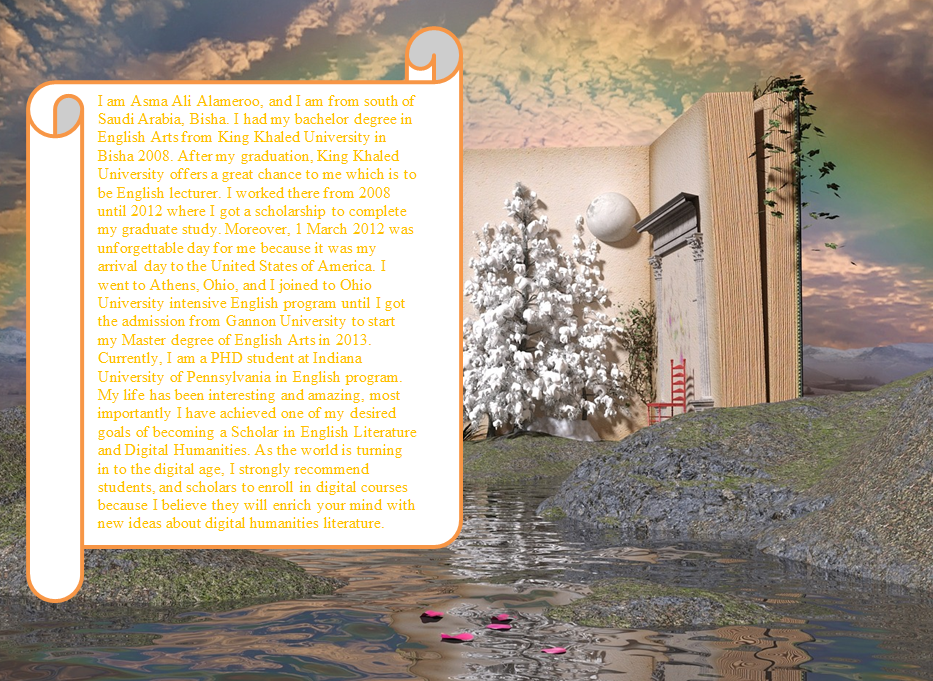 I am Asma Ali Alameroo, and I am from south of
Saudi Arabia, Bisha. I had my bachelor degree in
English Arts from King Khaled University in
Bisha 2008. After my graduation, King Khaled
University offers a great chance to me which is to
be English lecturer. I worked there from 2008
until 2012 where I got a scholarship to complete
my graduate study. Moreover, 1 March 2012 was
unforgettable day for me because it was my
arrival day to the United States of America. I
went to Athens, Ohio, and I joined to Ohio
University intensive English program until I got
the admission from Gannon University to start
my Master degree of English Arts in 2013.
Currently, I am a PHD student at Indiana
University of Pennsylvania in English program.
My life has been interesting and amazing, most
importantly I have achieved one of my desired
goals of becoming a Scholar in English Literature
and Digital Humanities. As the world is turning
in to the digital age, I strongly recommend
students, and scholars to enroll in digital courses
because I believe they will enrich your mind with
new ideas about digital humanities literature.